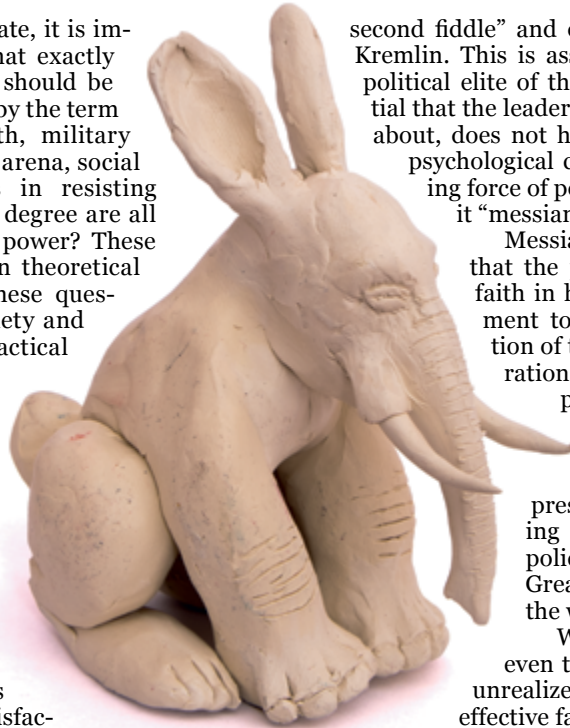 ate, it is im-
hat exactly
should be
by the term
th, military
arena, social
in resisting
degree are all
power? These
n theoretical
hese ques-
iety and
actical
s
isfac-
second fiddle” and
Kremlin. This is as
political elite of th
tial that the leader
about, does not h
psychological
ing force of p
it “messian
Messia
that the
faith in h
ment to
tion of t
ration
p
pres
ing
polic
Grea
the
W
even t
unrealize
effective fa